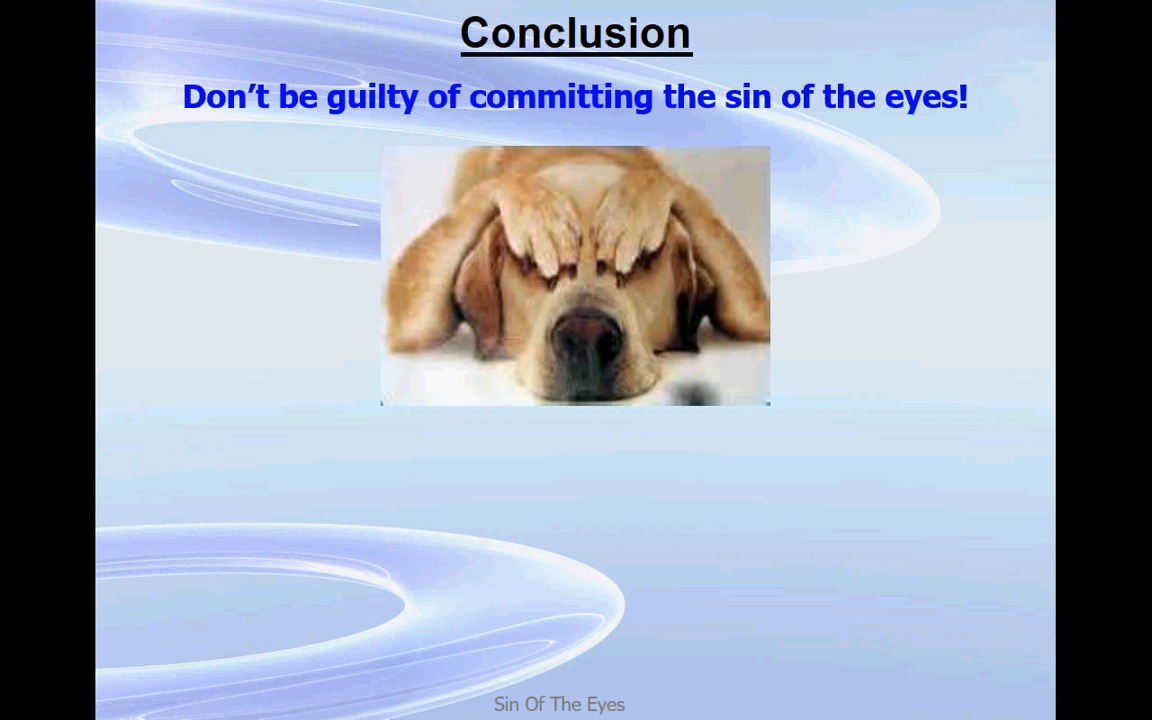 Conclusion
Don’t be guilty of committing the sin of the eyes!
Sin Of The Eyes